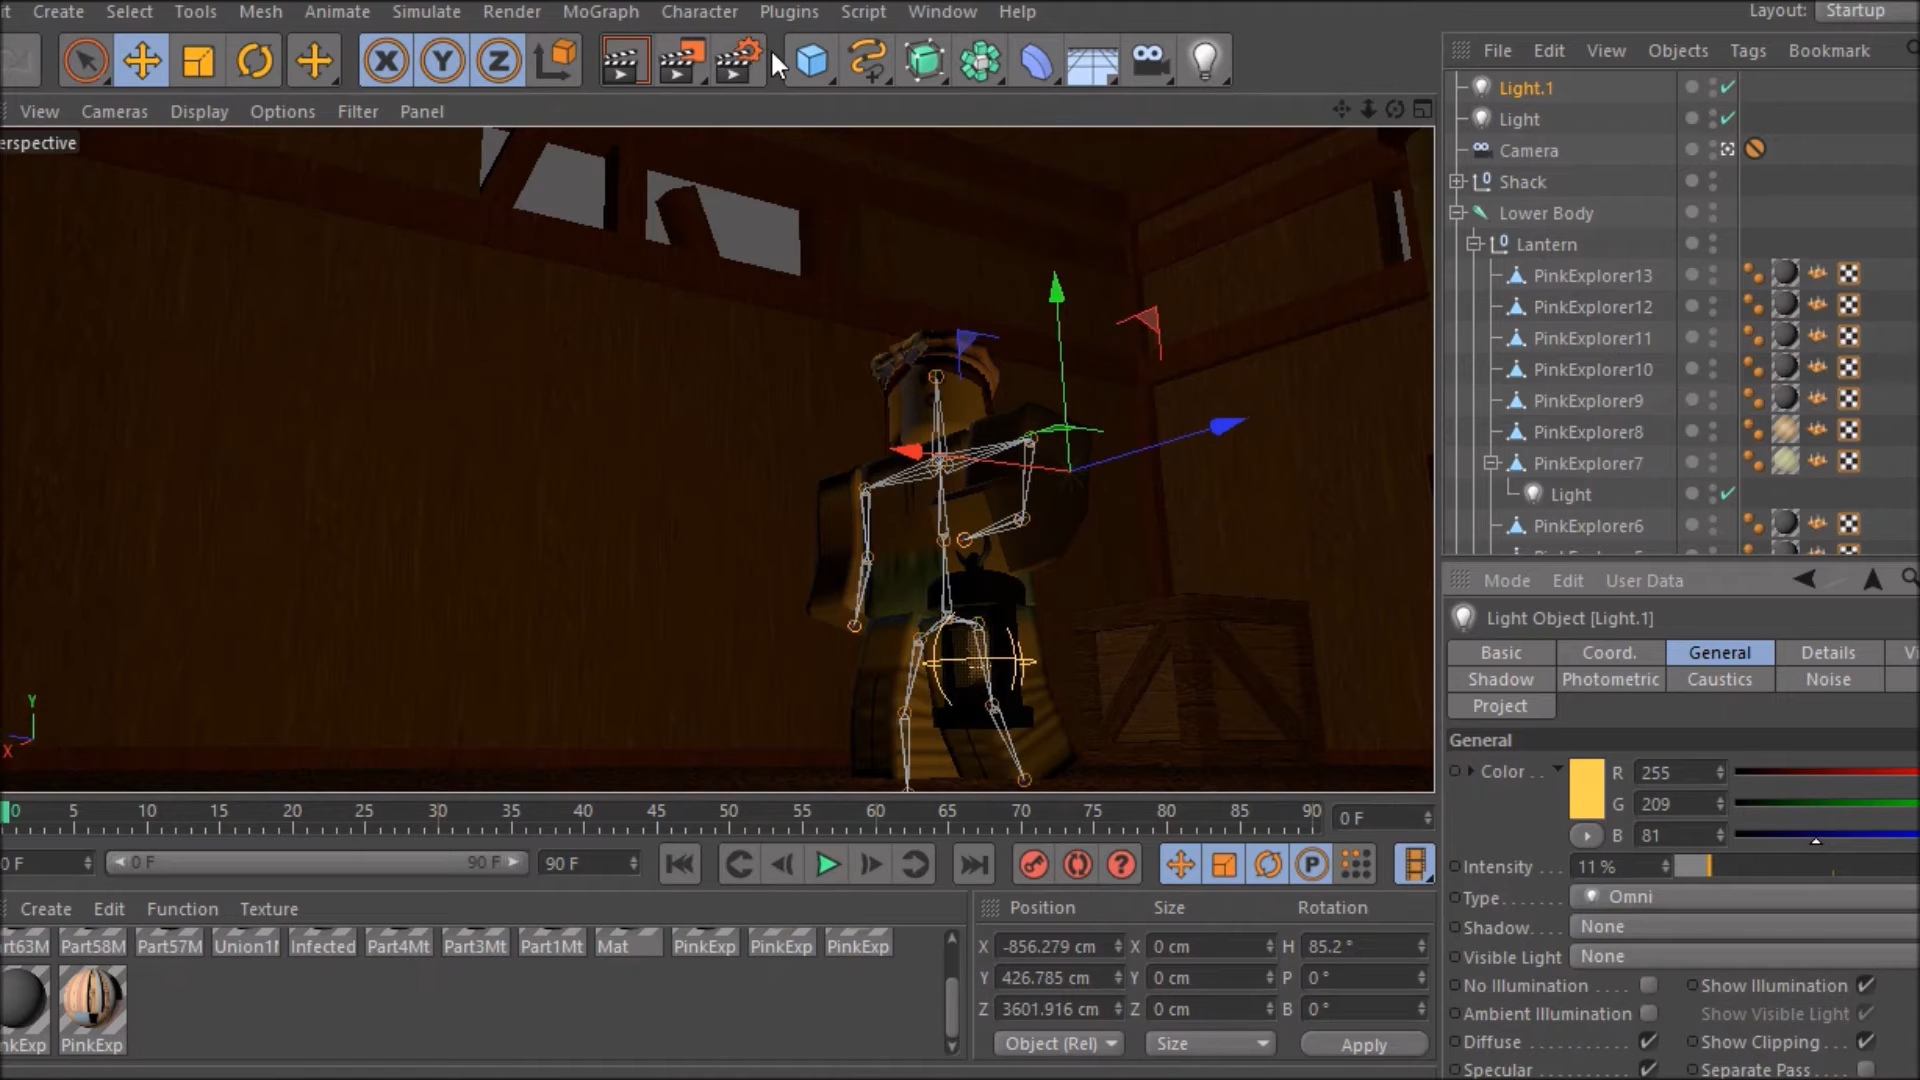 it Create Select Tools Mesh Animate Simulate Render MoGraph Character Plugins Script Window Help
Layout: Startup
X Y Z
File Edit View Objects Tags Bookmark
View Cameras Display Options Filter Panel
erspective
Light.1
Light
Camera
Shack
Lower Body
Lantern
PinkExplorer13
PinkExplorer12
PinkExplorer11
PinkExplorer10
PinkExplorer9
PinkExplorer8
PinkExplorer7
Light
PinkExplorer6
Y
X
Mode Edit User Data
Light Object [Light.1]
Basic Coord. General Details
Shadow Photometric Caustics Noise
Project
General
Color . . R 255
G 209
B 81
Intensity . . . 11 %
Type . . . . . . . Omni
Shadow. . . . None
Visible Light None
No Illumination . . . . Show Illumination
Ambient Illumination Show Visible Light
Diffuse . . . . . . . . . . . Show Clipping . . .
Specular . . . . . . . . . . Separate Pass . . .
0 5 10 15 20 25 30 35 40 45 50 55 60 65 70 75 80 85 90 0 F
0 F 0 F 90 F 90 F P
Create Edit Function Texture
art63M Part58M Part57M Union1 Infected Part4Mt Part3Mt Part1Mt Mat PinkExp PinkExp PinkExp
nkExp PinkExp
Position Size Rotation
X -856.279 cm X 0 cm H 85.2 °
Y 426.785 cm Y 0 cm P 0 °
Z 3601.916 cm Z 0 cm B 0 °
Object (Rel) Size Apply